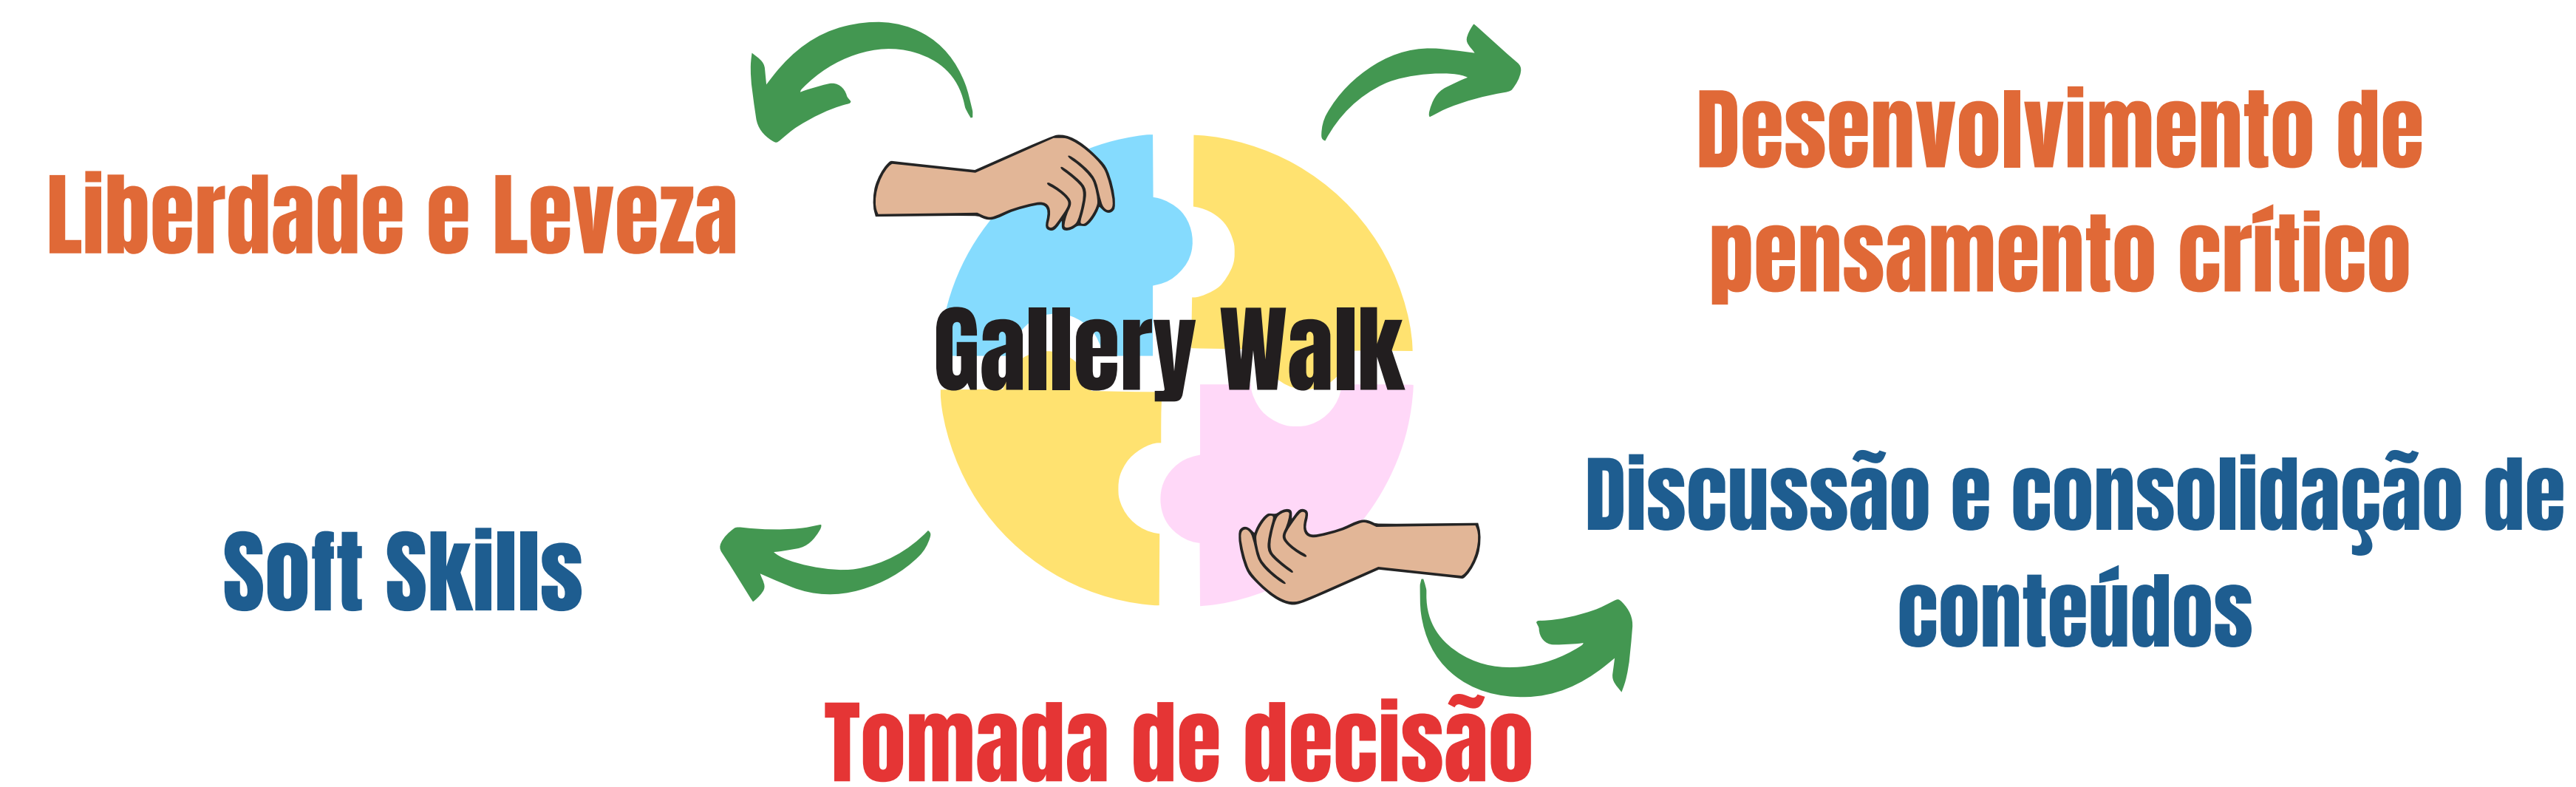 Liberdade e Leveza
Desenvolvimento de
pensamento crítico
Gallery Walk
Soft Skills
Discussão e consolidação de
conteúdos
Tomada de decisão